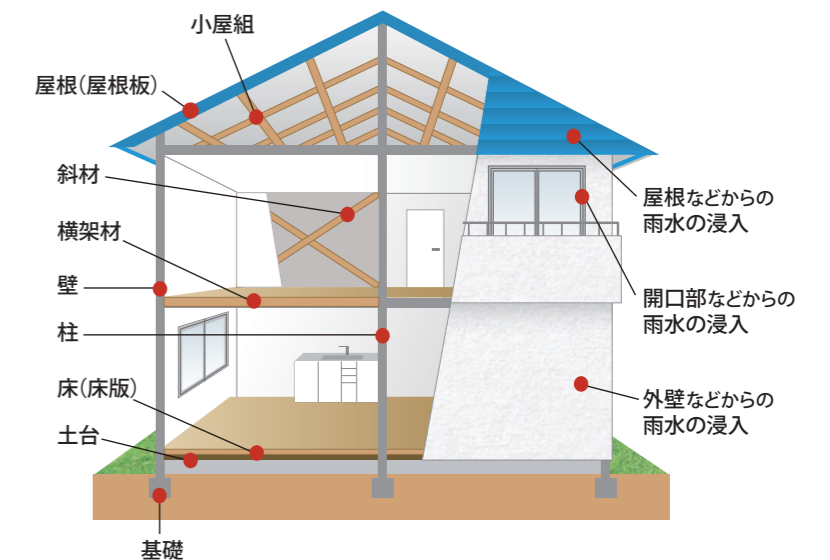 小屋組
屋根(屋根板)
斜材
横架材
壁
柱
床(床版)
土台
基礎
屋根などからの
雨水の浸入
開口部などからの
雨水の浸入
外壁などからの
雨水の浸入